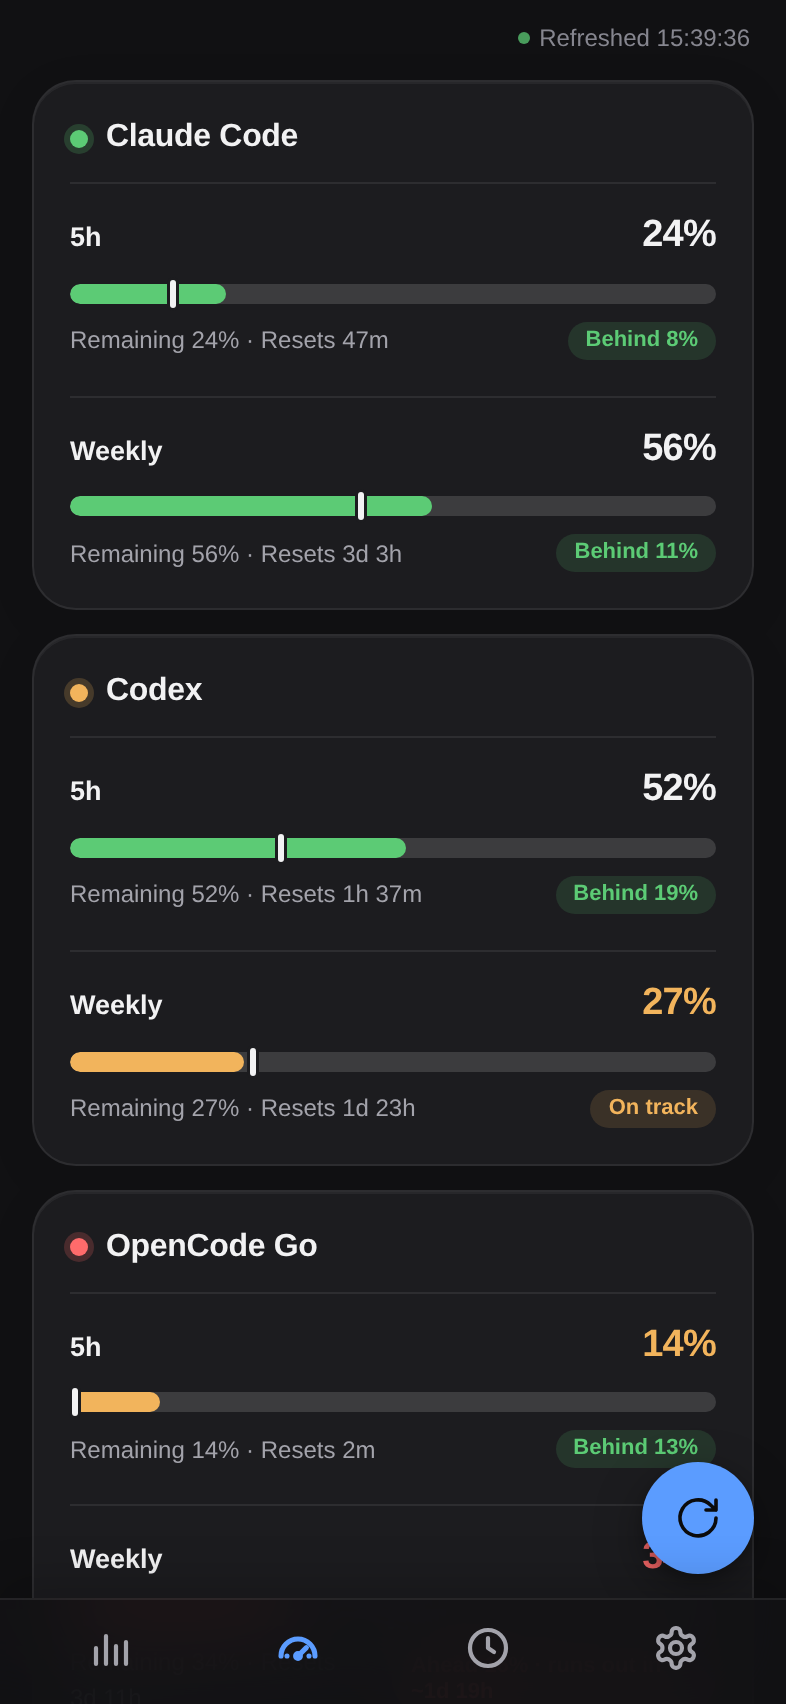 Refreshed 15:39:36
Claude Code
5h
24%
Remaining 24% · Resets 47m
Behind 8%
Weekly
56%
Remaining 56% · Resets 3d 3h
Behind 11%
Codex
5h
52%
Remaining 52% · Resets 1h 37m
Behind 19%
Weekly
27%
Remaining 27% · Resets 1d 23h
On track
OpenCode Go
5h
14%
Remaining 14% · Resets 2m
Behind 13%
Weekly